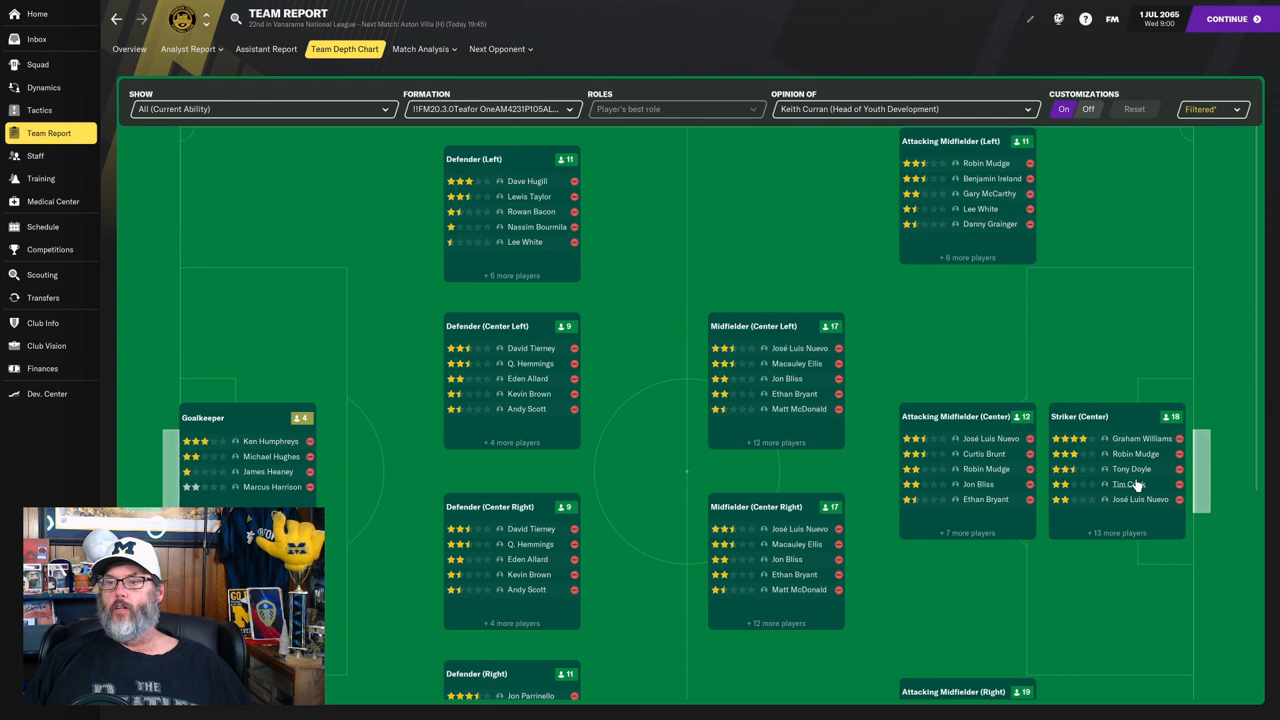 Home
Inbox
Squad
Dynamics
Tactics
Team Report
Staff
Training
Medical Center
Schedule
Competitions
Scouting
Transfers
Club Info
Club Vision
Finances
Dev. Center
TEAM REPORT
22nd in Vanarama National League - Next Match: Aston Villa (H) (Today 19:45)
FM
1 JUL 2065
Wed 9:00
CONTINUE
Overview
Analyst Report
Assistant Report
Team Depth Chart
Match Analysis
Next Opponent
SHOW
All (Current Ability)
FORMATION
!!FM20.3.0Teafor OneAM4231P105AL...
ROLES
Player's best role
OPINION OF
Keith Curran (Head of Youth Development)
CUSTOMIZATIONS
On Off
Reset
Filtered*
Goalkeeper 4
Ken Humphreys
Michael Hughes
James Heaney
Marcus Harrison
Defender (Left) 11
Dave Hugill
Lewis Taylor
Rowan Bacon
Nassim Bourmila
Lee White
+ 6 more players
Defender (Center Left) 9
David Tierney
Q. Hemmings
Eden Allard
Kevin Brown
Andy Scott
+ 4 more players
Defender (Center Right) 9
David Tierney
Q. Hemmings
Eden Allard
Kevin Brown
Andy Scott
+ 4 more players
Defender (Right) 11
Jon Parrinello
Midfielder (Center Left) 17
José Luis Nuevo
Macauley Ellis
Jon Bliss
Ethan Bryant
Matt McDonald
+ 12 more players
Midfielder (Center Right) 17
José Luis Nuevo
Macauley Ellis
Jon Bliss
Ethan Bryant
Matt McDonald
+ 12 more players
Attacking Midfielder (Left) 11
Robin Mudge
Benjamin Ireland
Gary McCarthy
Lee White
Danny Grainger
+ 6 more players
Attacking Midfielder (Center) 12
José Luis Nuevo
Curtis Brunt
Robin Mudge
Jon Bliss
Ethan Bryant
+ 7 more players
Attacking Midfielder (Right) 19
Striker (Center) 18
Graham Williams
Robin Mudge
Tony Doyle
Tim
José Luis Nuevo
+ 13 more players
M
THE